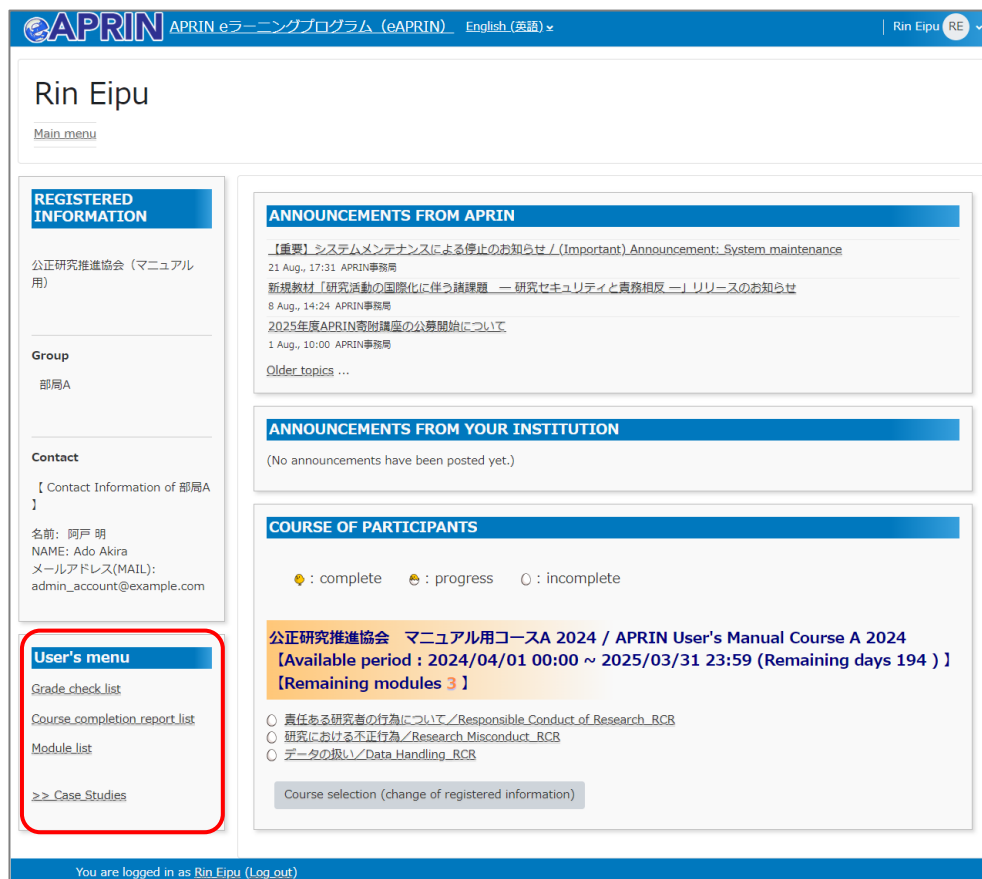 APRIN APRIN eラーニングプログラム（eAPRIN） English (英語) Rin Eipu RE
Rin Eipu
Main menu
REGISTERED
INFORMATION
公正研究推進協会（マニュアル
用）
Group
部局A
Contact
【 Contact Information of 部局A
】
名前: 阿戸 明
NAME: Ado Akira
メールアドレス(MAIL):
admin_account@example.com
User's menu
Grade check list
Course completion report list
Module list
>> Case Studies
ANNOUNCEMENTS FROM APRIN
【重要】システムメンテナンスによる停止のお知らせ / (Important) Announcement: System maintenance
21 Aug., 17:31 APRIN事務局
新規教材「研究活動の国際化に伴う諸課題　― 研究セキュリティと責務相反 ―」リリースのお知らせ
8 Aug., 14:24 APRIN事務局
2025年度APRIN寄附講座の公募開始について
1 Aug., 10:00 APRIN事務局
Older topics ...
ANNOUNCEMENTS FROM YOUR INSTITUTION
(No announcements have been posted yet.)
COURSE OF PARTICIPANTS
: complete : progress : incomplete
公正研究推進協会　マニュアル用コースA 2024 / APRIN User's Manual Course A 2024
【Available period : 2024/04/01 00:00 ~ 2025/03/31 23:59 (Remaining days 194 ) 】
【Remaining modules 3 】
責任ある研究者の行為について／Responsible Conduct of Research_RCR
研究における不正行為／Research Misconduct_RCR
データの扱い／Data Handling_RCR
Course selection (change of registered information)
You are logged in as Rin Eipu (Log out)